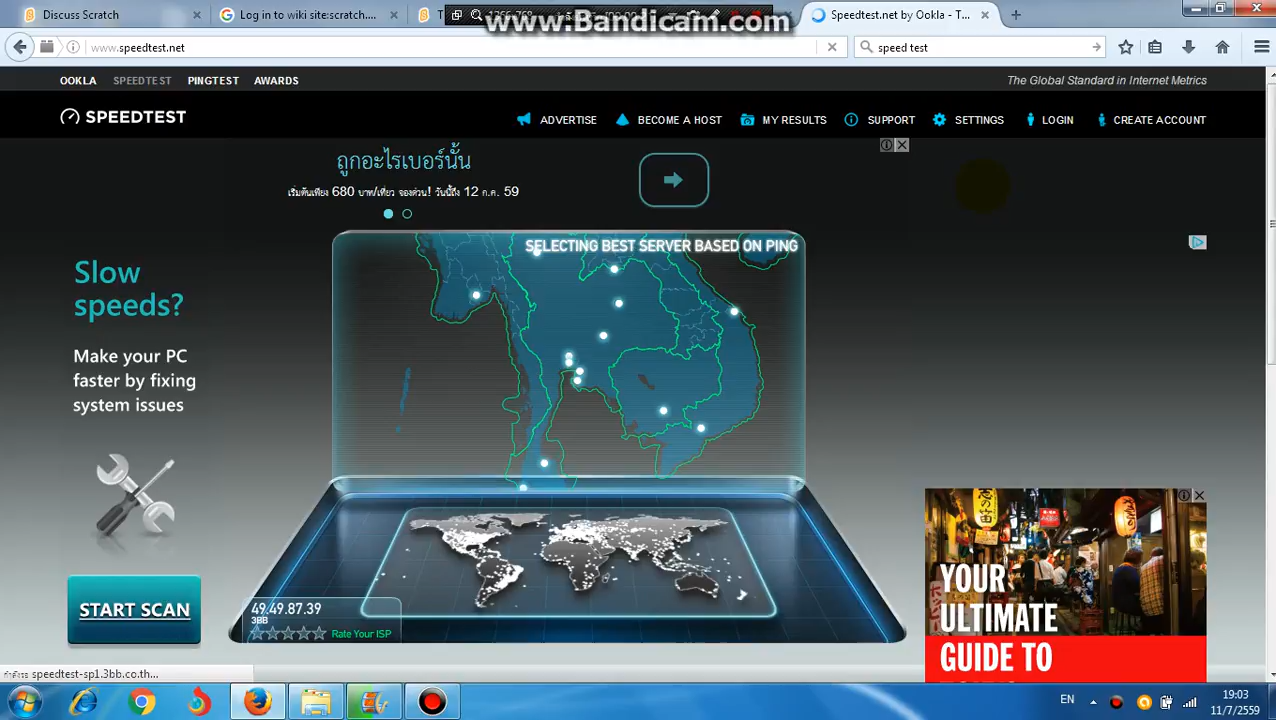 Discuss Scratch
Log in to wiki site:scratch....
www.Bandicam.com
Speedtest.net by Ookla - T...
www.speedtest.net
speed test
OOKLA SPEEDTEST PINGTEST AWARDS
The Global Standard in Internet Metrics
SPEEDTEST
ADVERTISE BECOME A HOST MY RESULTS SUPPORT SETTINGS LOGIN CREATE ACCOUNT
ถูกอะไรเบอร์นั้น
เริ่มต้นเพียง 680 บาท/เที่ยว จองด่วน! วันนี้ถึง 12 ก.ค. 59
SELECTING BEST SERVER BASED ON PING
Slow
speeds?
Make your PC
faster by fixing
system issues
START SCAN
49.49.87.39
3BB
Rate Your ISP
YOUR
ULTIMATE
GUIDE TO
speedtest-sp1.3bb.co.th...
EN
19:03
11/7/2559